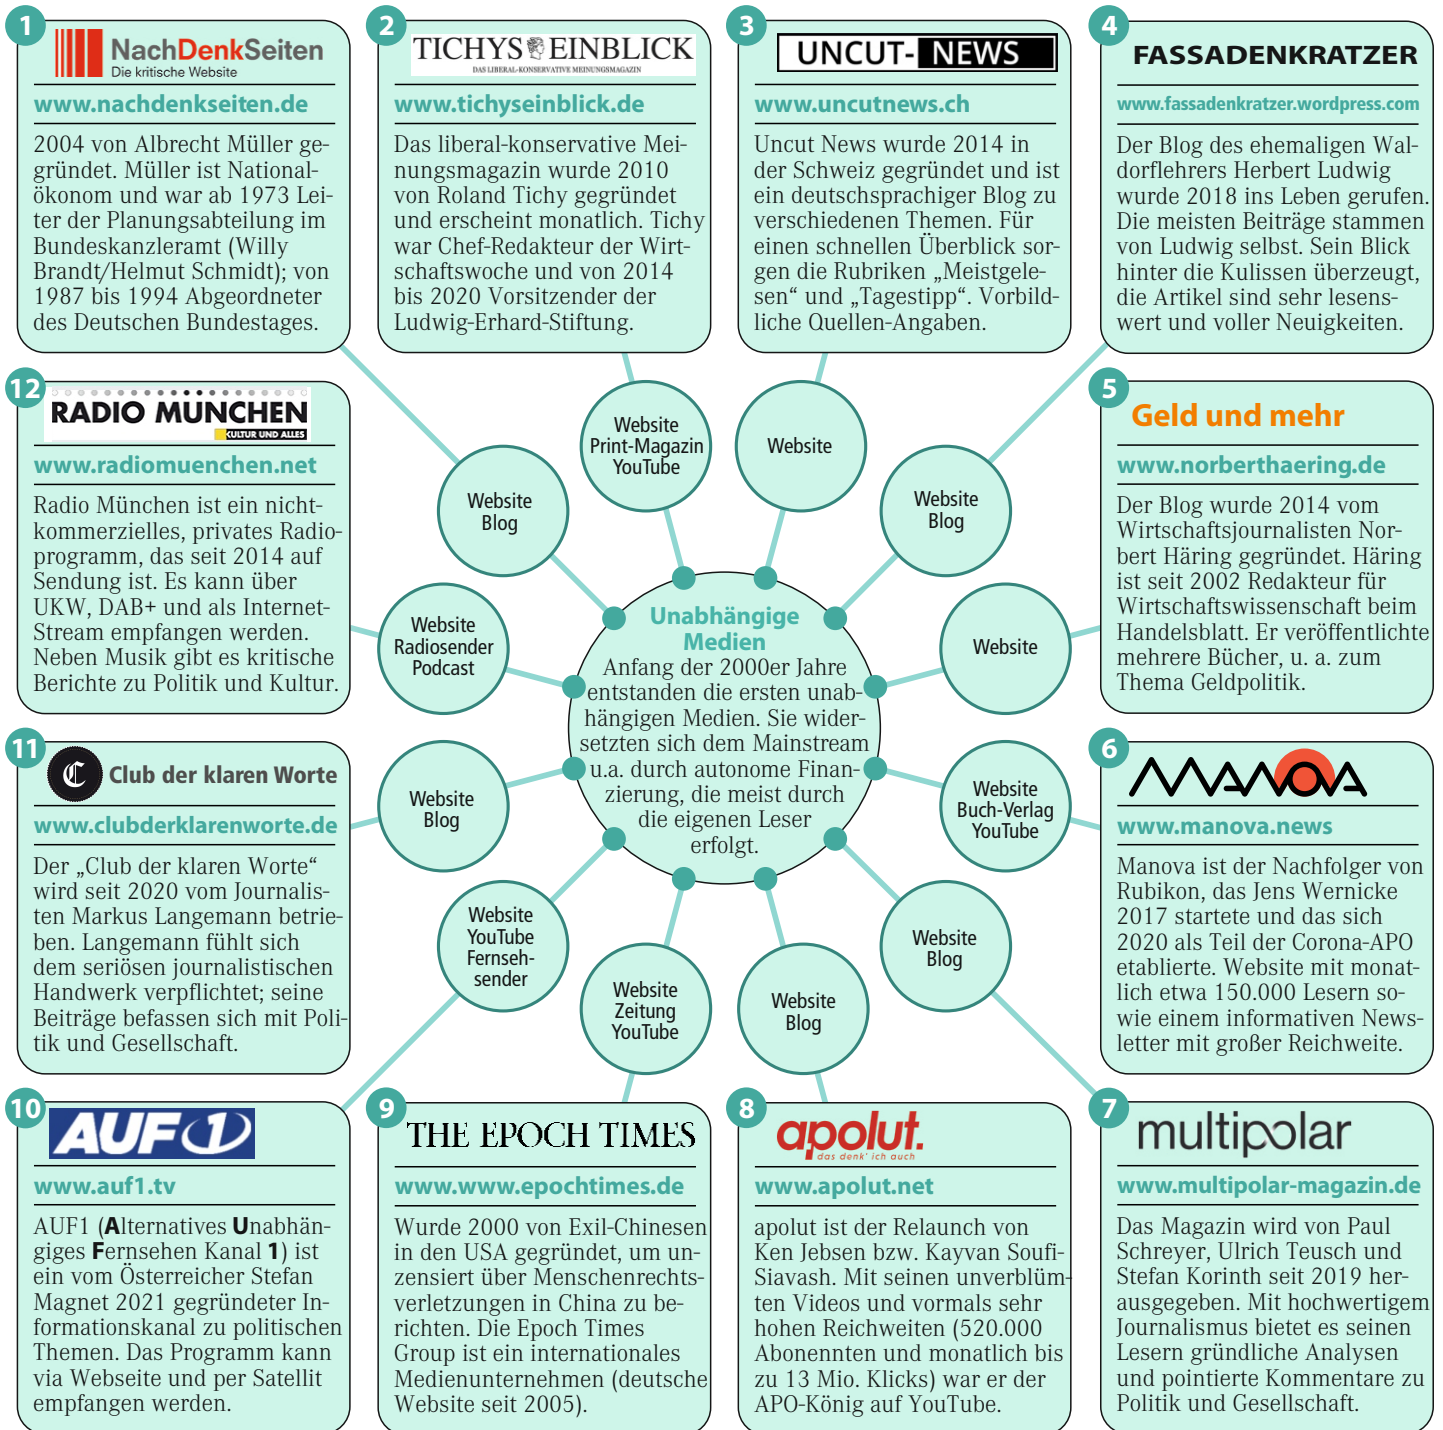 1
NachDenkSeiten
Die kritische Website
www.nachdenkseiten.de
2004 von Albrecht Müller ge-
gründet. Müller ist National-
ökonom und war ab 1973 Lei-
ter der Planungsabteilung im
Bundeskanzleramt (Willy
Brandt/Helmut Schmidt); von
1987 bis 1994 Abgeordneter
des Deutschen Bundestages.
2
TICHYS EINBLICK
DAS LIBERAL-KONSERVATIVE MEINUNGSMAGAZIN
www.tichyseinblick.de
Das liberal-konservative Mei-
nungsmagazin wurde 2010
von Roland Tichy gegründet
und erscheint monatlich. Tichy
war Chef-Redakteur der Wirt-
schaftswoche und von 2014
bis 2020 Vorsitzender der
Ludwig-Erhard-Stiftung.
3
UNCUT-NEWS
www.uncutnews.ch
Uncut News wurde 2014 in
der Schweiz gegründet und ist
ein deutschsprachiger Blog zu
verschiedenen Themen. Für
einen schnellen Überblick sor-
gen die Rubriken „Meistgele-
sen“ und „Tagestipp“. Vorbild-
liche Quellen-Angaben.
4
FASSADENKRATZER
www.fassadenkratzer.wordpress.com
Der Blog des ehemaligen Wal-
dorflehrers Herbert Ludwig
wurde 2018 ins Leben gerufen.
Die meisten Beiträge stammen
von Ludwig selbst. Sein Blick
hinter die Kulissen überzeugt,
die Artikel sind sehr lesens-
wert und voller Neuigkeiten.
12
RADIO MÜNCHEN
KULTUR UND ALLES
www.radiomuenchen.net
Radio München ist ein nicht-
kommerzielles, privates Radio-
programm, das seit 2014 auf
Sendung ist. Es kann über
UKW, DAB+ und als Internet-
Stream empfangen werden.
Neben Musik gibt es kritische
Berichte zu Politik und Kultur.
Website
Blog
Website
Print-Magazin
YouTube
Website
Website
Blog
5
Geld und mehr
www.norberthaering.de
Der Blog wurde 2014 vom
Wirtschaftsjournalisten Nor-
bert Häring gegründet. Häring
ist seit 2002 Redakteur für
Wirtschaftswissenschaft beim
Handelsblatt. Er veröffentlichte
mehrere Bücher, u. a. zum
Thema Geldpolitik.
Website
Radiosender
Podcast
Unabhängige
Medien
Anfang der 2000er Jahre
entstanden die ersten unab-
hängigen Medien. Sie wider-
setzten sich dem Mainstream
u.a. durch autonome Finan-
zierung, die meist durch
die eigenen Leser
erfolgt.
Website
11
C
Club der klaren Worte
www.clubderklarenworte.de
Der „Club der klaren Worte“
wird seit 2020 vom Journalis-
ten Markus Langemann betrie-
ben. Langemann fühlt sich
dem seriösen journalistischen
Handwerk verpflichtet; seine
Beiträge befassen sich mit Poli-
tik und Gesellschaft.
Website
Blog
Website
Buch-Verlag
YouTube
6
MANOVA
www.manova.news
Manova ist der Nachfolger von
Rubikon, das Jens Wernicke
2017 startete und das sich
2020 als Teil der Corona-APO
etablierte. Website mit monat-
lich etwa 150.000 Lesern so-
wie einem informativen News-
letter mit großer Reichweite.
Website
YouTube
Fernseh-
sender
Website
Zeitung
YouTube
Website
Blog
Website
Blog
10
AUF1
www.auf1.tv
AUF1 (Alternatives Unabhän-
giges Fernsehen Kanal 1) ist
ein vom Österreicher Stefan
Magnet 2021 gegründeter In-
formationskanal zu politischen
Themen. Das Programm kann
via Webseite und per Satellit
empfangen werden.
9
THE EPOCH TIMES
www.www.epochtimes.de
Wurde 2000 von Exil-Chinesen
in den USA gegründet, um un-
zensiert über Menschenrechts-
verletzungen in China zu be-
richten. Die Epoch Times
Group ist ein internationales
Medienunternehmen (deutsche
Website seit 2005).
8
apolut.
das denk' ich auch
www.apolut.net
apolut ist der Relaunch von
Ken Jebsen bzw. Kayvan Soufi-
Siavash. Mit seinen unverblüm-
ten Videos und vormals sehr
hohen Reichweiten (520.000
Abonennten und monatlich bis
zu 13 Mio. Klicks) war er der
APO-König auf YouTube.
7
multipolar
www.multipolar-magazin.de
Das Magazin wird von Paul
Schreyer, Ulrich Teusch und
Stefan Korinth seit 2019 her-
ausgegeben. Mit hochwertigem
Journalismus bietet es seinen
Lesern gründliche Analysen
und pointierte Kommentare zu
Politik und Gesellschaft.